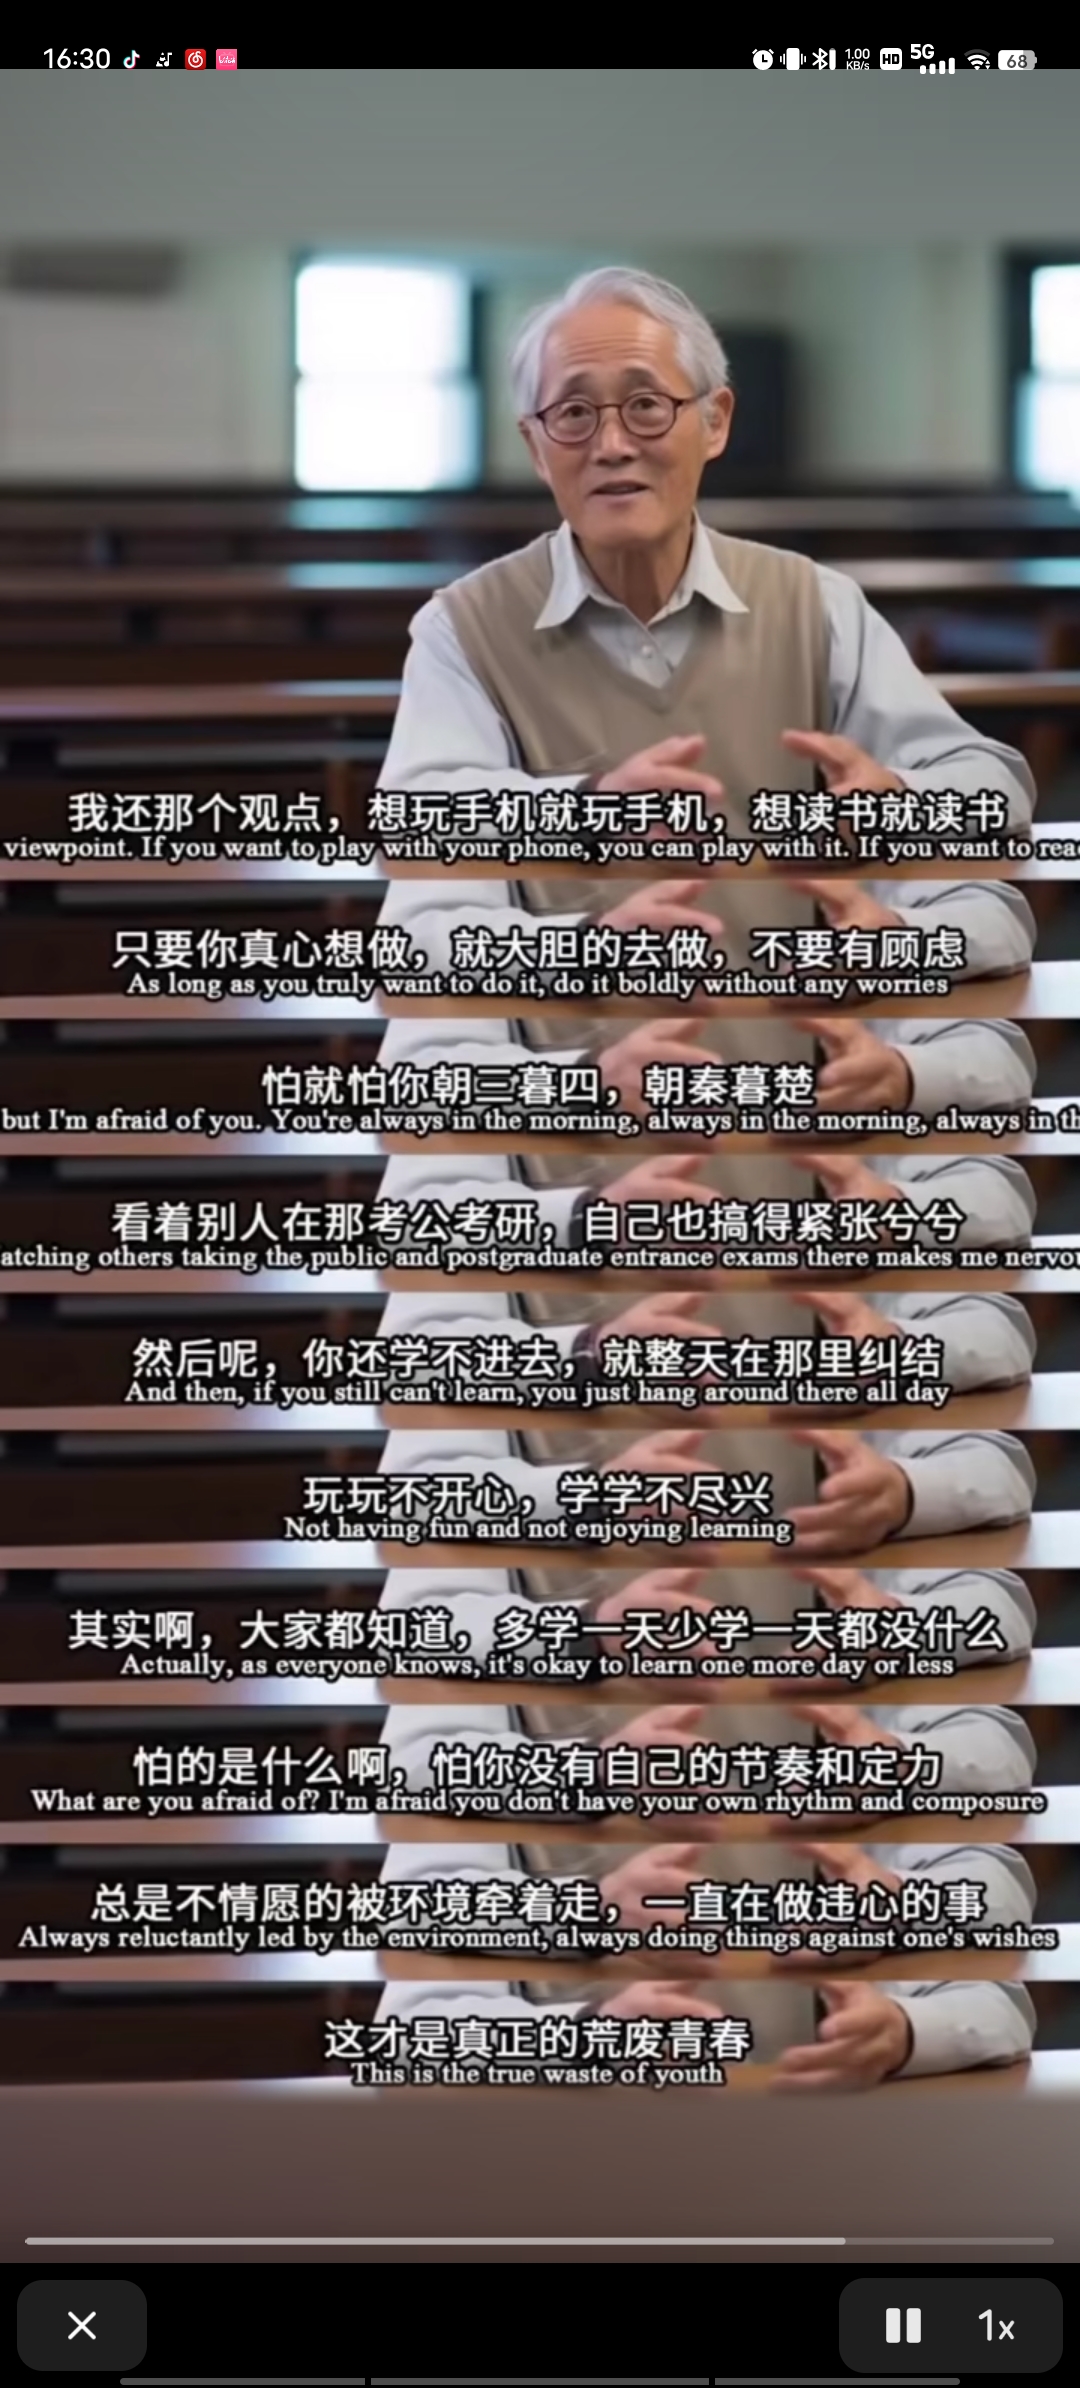 16:30
1.00
KB/s
HD
5G
68
我还那个观点，想玩手机就玩手机，想读书就读书
viewpoint. If you want to play with your phone, you can play with it. If you want to
只要你真心想做，就大胆的去做，不要有顾虑
As long as you truly want to do it, do it boldly without any worries
怕就怕你朝三暮四，朝秦暮楚
but I'm afraid of you. You're always in the morning, always in the morning, always in
看着别人在那考公考研，自己也搞得紧张兮兮
atching others taking the public and postgraduate entrance exams there makes me nervou
然后呢，你还学不进去，就整天在那里纠结
And then, if you still can't learn, you just hang around there all day
玩玩不开心，学学不尽兴
Not having fun and not enjoying learning
其实啊，大家都知道，多学一天少学一天都没什么
Actually, as everyone knows, it's okay to learn one more day or less
怕的是什么啊，怕你没有自己的节奏和定力
What are you afraid of? I'm afraid you don't have your own rhythm and composure
总是不情愿的被环境牵着走，一直在做违心的事
Always reluctantly led by the environment, always doing things against one's wishes
这才是真正的荒废青春
This is the true waste of youth
1x